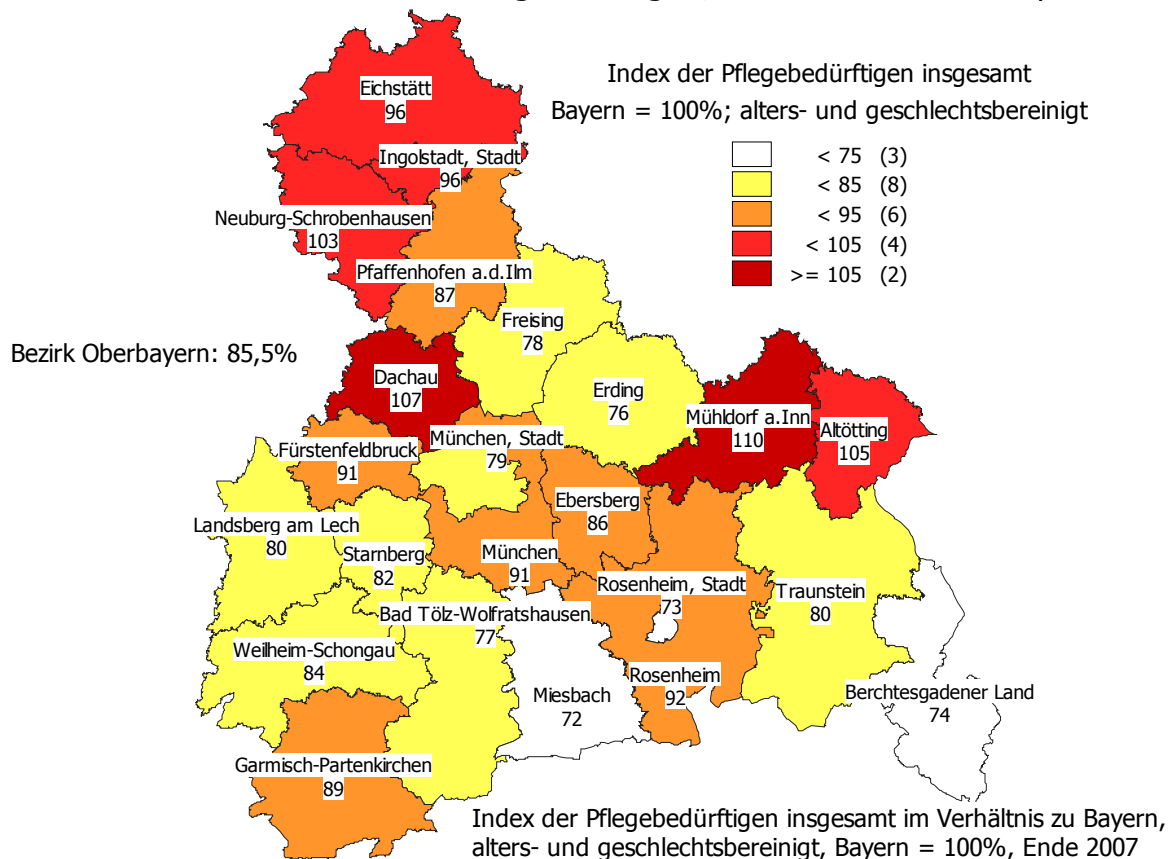 Eichstätt
96
Index der Pflegebedürftigen insgesamt
Bayern = 100%; alters- und geschlechtsbereinigt
< 75 (3)
< 85 (8)
< 95 (6)
< 105 (4)
>= 105 (2)
Ingolstadt, Stadt
96
Neuburg-Schrobenhausen
103
Pfaffenhofen a.d.Ilm
87
Freising
78
Bezirk Oberbayern: 85,5%
Dachau
107
Erding
76
Mühldorf a.Inn
110
Altötting
105
Fürstenfeldbruck
91
München, Stadt
79
Ebersberg
86
Landsberg am Lech
80
Starnberg
82
München
91
Rosenheim, Stadt
73
Traunstein
80
Bad Tölz-Wolfratshausen
77
Weilheim-Schongau
84
Miesbach
72
Rosenheim
92
Berchtesgadener Land
74
Garmisch-Partenkirchen
89
Index der Pflegebedürftigen insgesamt im Verhältnis zu Bayern,
alters- und geschlechtsbereinigt, Bayern = 100%, Ende 2007